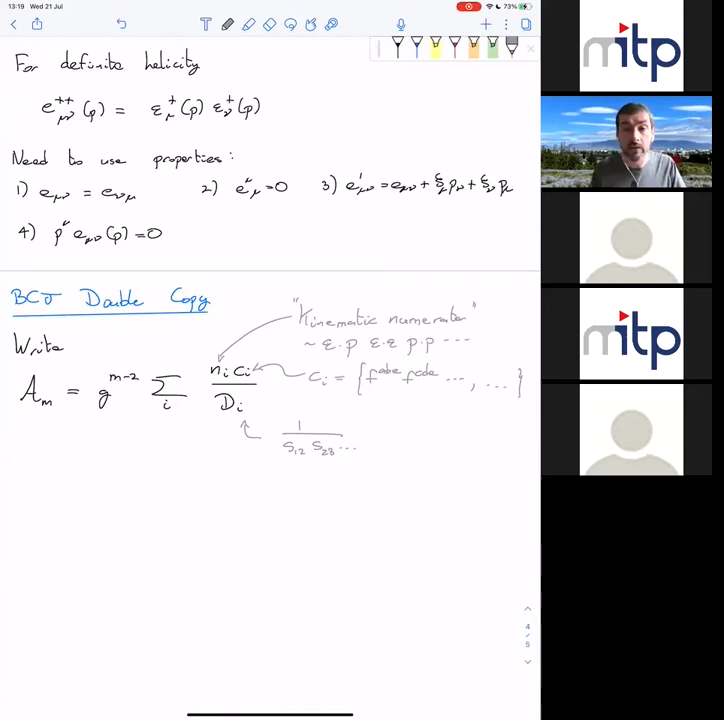 13:19 Wed 21 Jul
73%
For definite helicity
e^{++}_{μν}(p) = ε^+_μ(p) ε^+_ν(p)
Need to use properties:
1) e_{μν} = e_{νμ} 2) e^μ_μ = 0 3) e'_{μν} = e_{μν} + ξ_μ p_ν + ξ_ν p_μ
4) p^μ e_{μν}(p) = 0
BCJ Double Copy
"Kinematic numerator"
~ ε·p ε·ε p·p ...
Write
A_m = g^{m-2} Σ_i n_i c_i / D_i
c_i = { f^{abe} f^{cde} ... , ... }
1 / S_{12} S_{23} ...
4
/
5
mitp
mitp